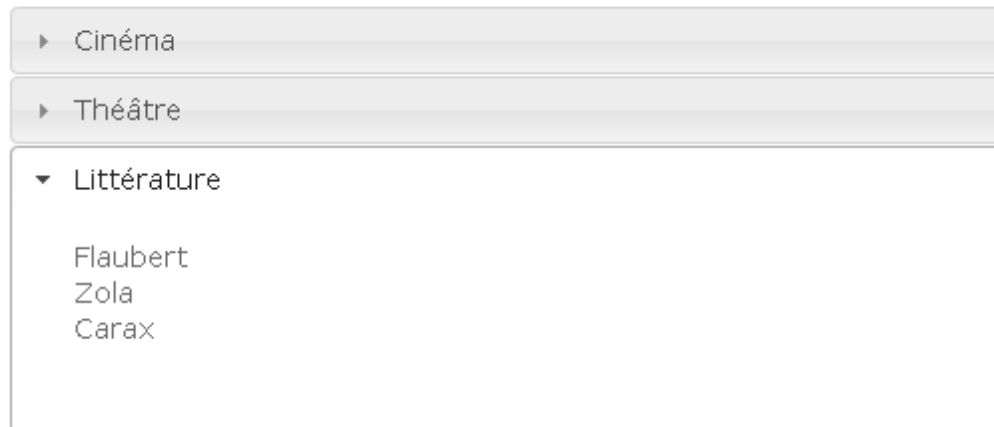 Cinéma
Théâtre
Littérature
Flaubert
Zola
Carax